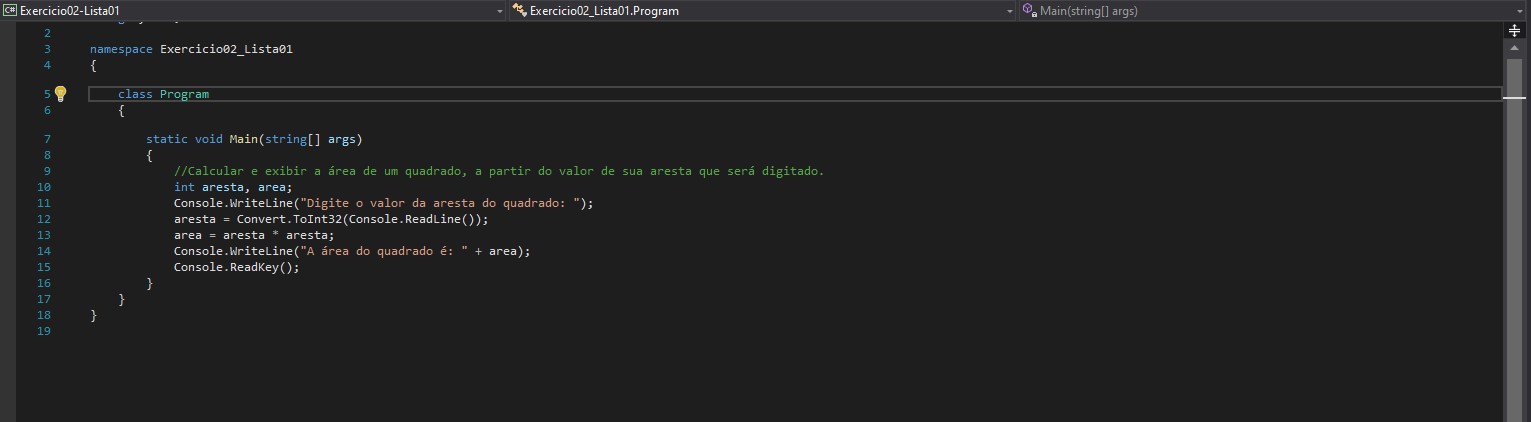 C# Exercicio02-Lista01 Exercicio02_Lista01.Program Main(string[] args)
2
3 namespace Exercicio02_Lista01
4 {
5 class Program
6 {
7 static void Main(string[] args)
8 {
9 //Calcular e exibir a área de um quadrado, a partir do valor de sua aresta que será digitado.
10 int aresta, area;
11 Console.WriteLine("Digite o valor da aresta do quadrado: ");
12 aresta = Convert.ToInt32(Console.ReadLine());
13 area = aresta * aresta;
14 Console.WriteLine("A área do quadrado é: " + area);
15 Console.ReadKey();
16 }
17 }
18 }
19